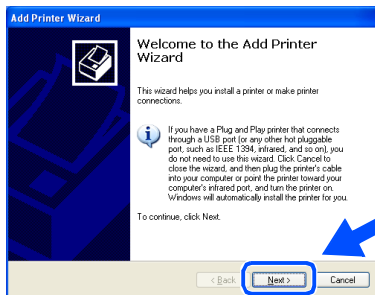 Add Printer Wizard
Welcome to the Add Printer
Wizard
This wizard helps you install a printer or make printer
connections.
If you have a Plug and Play printer that connects
through a USB port (or any other hot pluggable
port, such as IEEE 1394, infrared, and so on), you
do not need to use this wizard. Click Cancel to
close the wizard, and then plug the printer's cable
into your computer or point the printer toward your
computer's infrared port, and turn the printer on.
Windows will automatically install the printer for you.
To continue, click Next.
< Back
Next >
Cancel